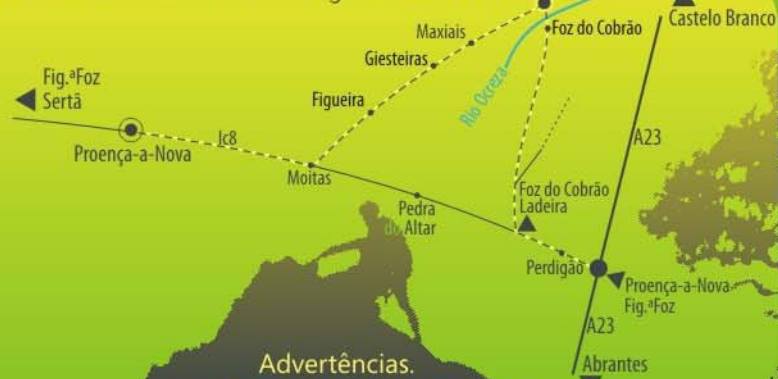 Castelo Branco
Foz do Cobrão
Maxiais
Giesteiras
Rio Ocreza
Fig.ªFoz
Sertã
Figueira
A23
Ic8
Proença-a-Nova
Moitas
Foz do Cobrão
Ladeira
Pedra
do Altar
Perdigão
Proença-a-Nova
Fig.ªFoz
A23
Advertências.
Abrantes